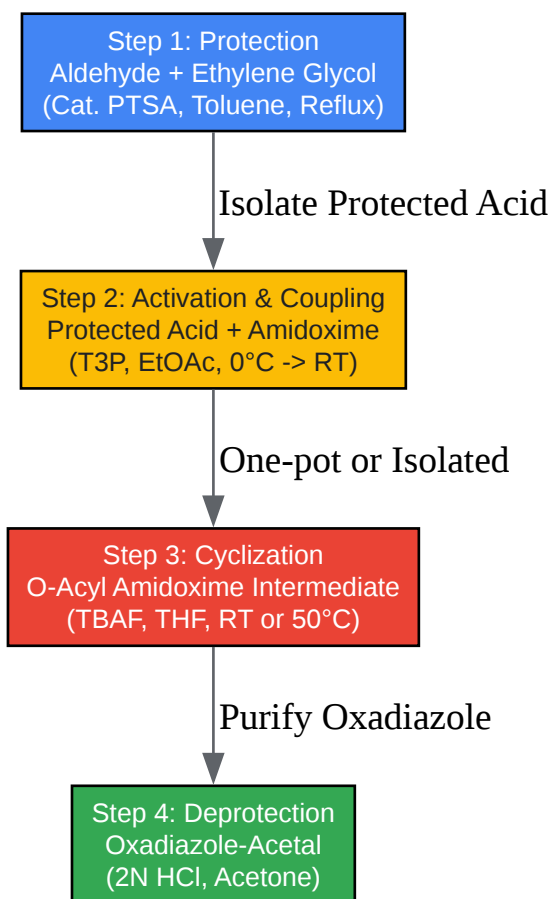 Step 1: Protection
Aldehyde + Ethylene Glycol
(Cat. PTSA, Toluene, Reflux)
Isolate Protected Acid
Step 2: Activation & Coupling
Protected Acid + Amidoxime
(T3P, EtOAc, 0°C -> RT)
One-pot or Isolated
Step 3: Cyclization
O-Acyl Amidoxime Intermediate
(TBAF, THF, RT or 50°C)
Purify Oxadiazole
Step 4: Deprotection
Oxadiazole-Acetal
(2N HCl, Acetone)